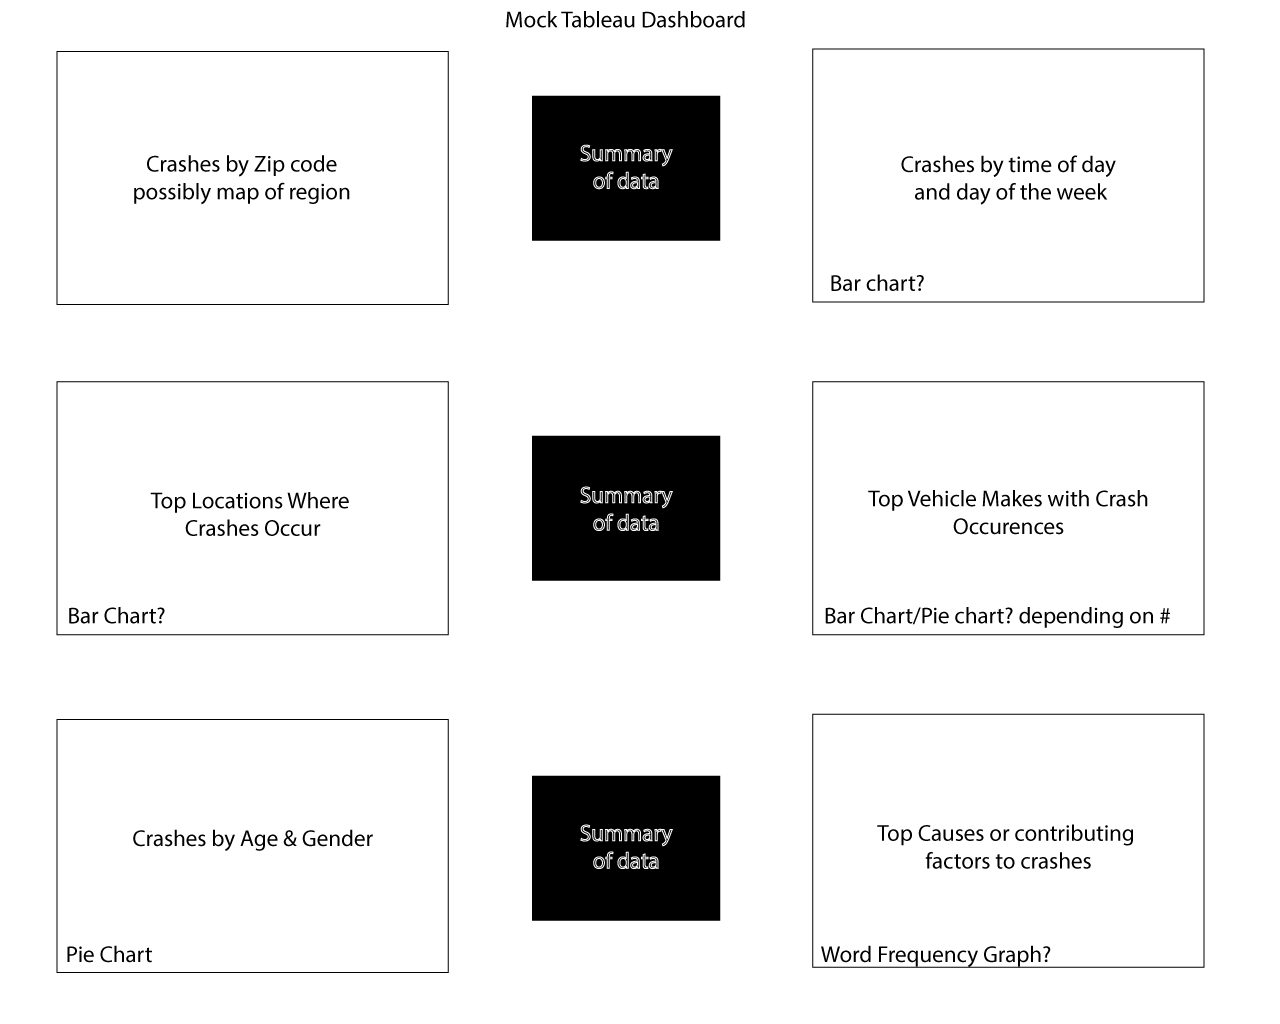 Mock Tableau Dashboard
Crashes by Zip code
possibly map of region
Summary
of data
Crashes by time of day
and day of the week
Bar chart?
Top Locations Where
Crashes Occur
Bar Chart?
Summary
of data
Top Vehicle Makes with Crash
Occurences
Bar Chart/Pie chart? depending on #
Crashes by Age & Gender
Pie Chart
Summary
of data
Top Causes or contributing
factors to crashes
Word Frequency Graph?